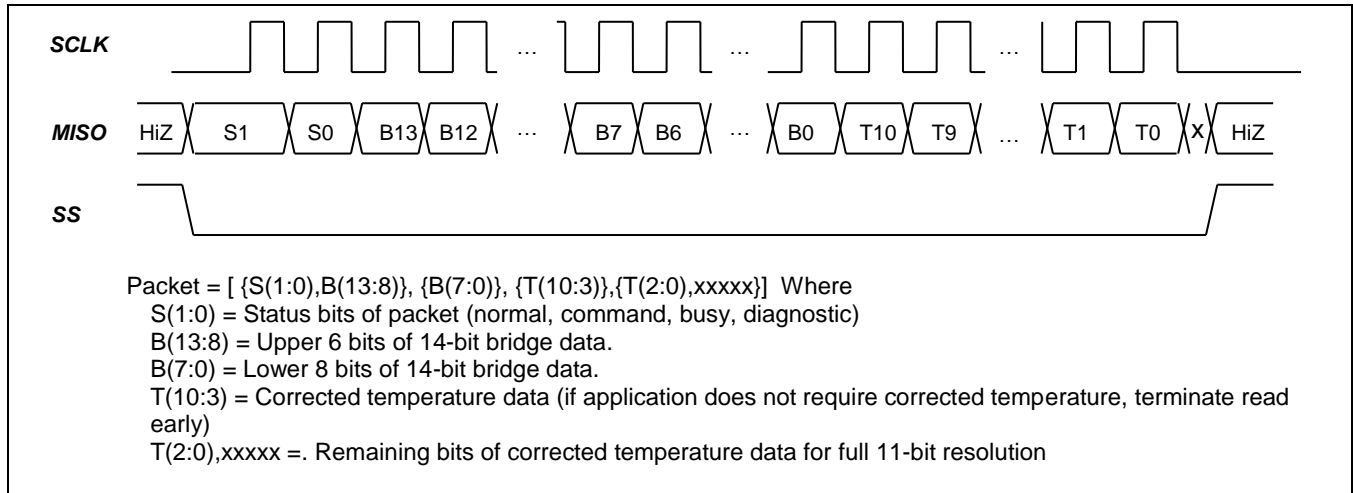 SCLK … … …
MISO HiZ S1 S0 B13 B12 … B7 B6 … B0 T10 T9 … T1 T0 x HiZ
SS
Packet = [ {S(1:0),B(13:8)}, {B(7:0)}, {T(10:3)},{T(2:0),xxxxx}] Where
S(1:0) = Status bits of packet (normal, command, busy, diagnostic)
B(13:8) = Upper 6 bits of 14-bit bridge data.
B(7:0) = Lower 8 bits of 14-bit bridge data.
T(10:3) = Corrected temperature data (if application does not require corrected temperature, terminate read
early)
T(2:0),xxxxx =. Remaining bits of corrected temperature data for full 11-bit resolution